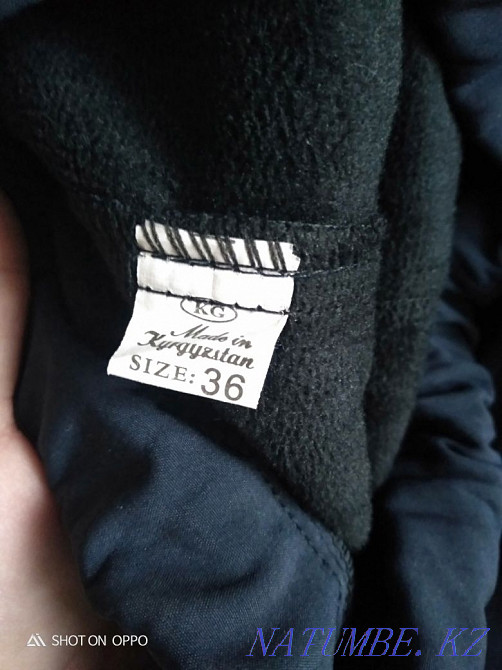 KG
Made in
Kyrgyzstan
SIZE: 36
SHOT ON OPPO
NATUMBE. KZ